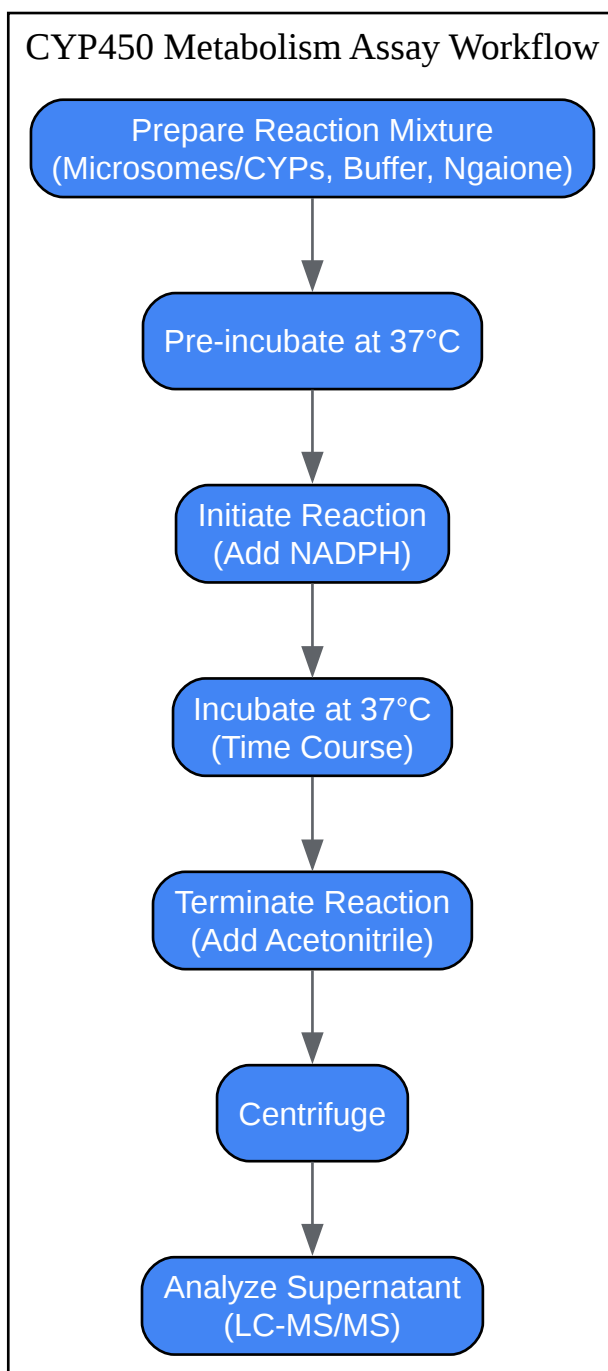 CYP450 Metabolism Assay Workflow
Prepare Reaction Mixture
(Microsomes/CYPs, Buffer, Ngaione)
Pre-incubate at 37°C
Initiate Reaction
(Add NADPH)
Incubate at 37°C
(Time Course)
Terminate Reaction
(Add Acetonitrile)
Centrifuge
Analyze Supernatant
(LC-MS/MS)